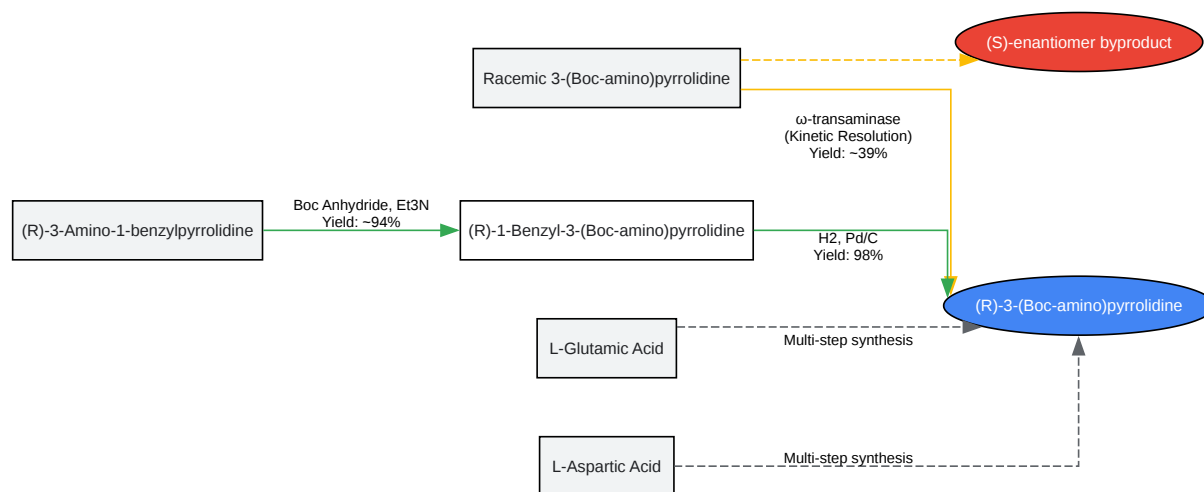 (S)-enantiomer byproduct
Racemic 3-(Boc-amino)pyrrolidine
ω-transaminase
(Kinetic Resolution)
Yield: ~39%
Boc Anhydride, Et3N
Yield: ~94%
(R)-3-Amino-1-benzylpyrrolidine
(R)-1-Benzyl-3-(Boc-amino)pyrrolidine
H2, Pd/C
Yield: 98%
(R)-3-(Boc-amino)pyrrolidine
L-Glutamic Acid
Multi-step synthesis
L-Aspartic Acid
Multi-step synthesis